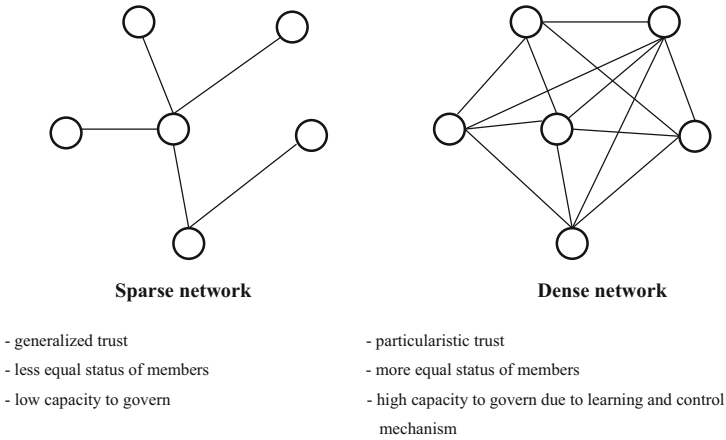 Sparse network
- generalized trust
- less equal status of members
- low capacity to govern
Dense network
- particularistic trust
- more equal status of members
- high capacity to govern due to learning and control
mechanism